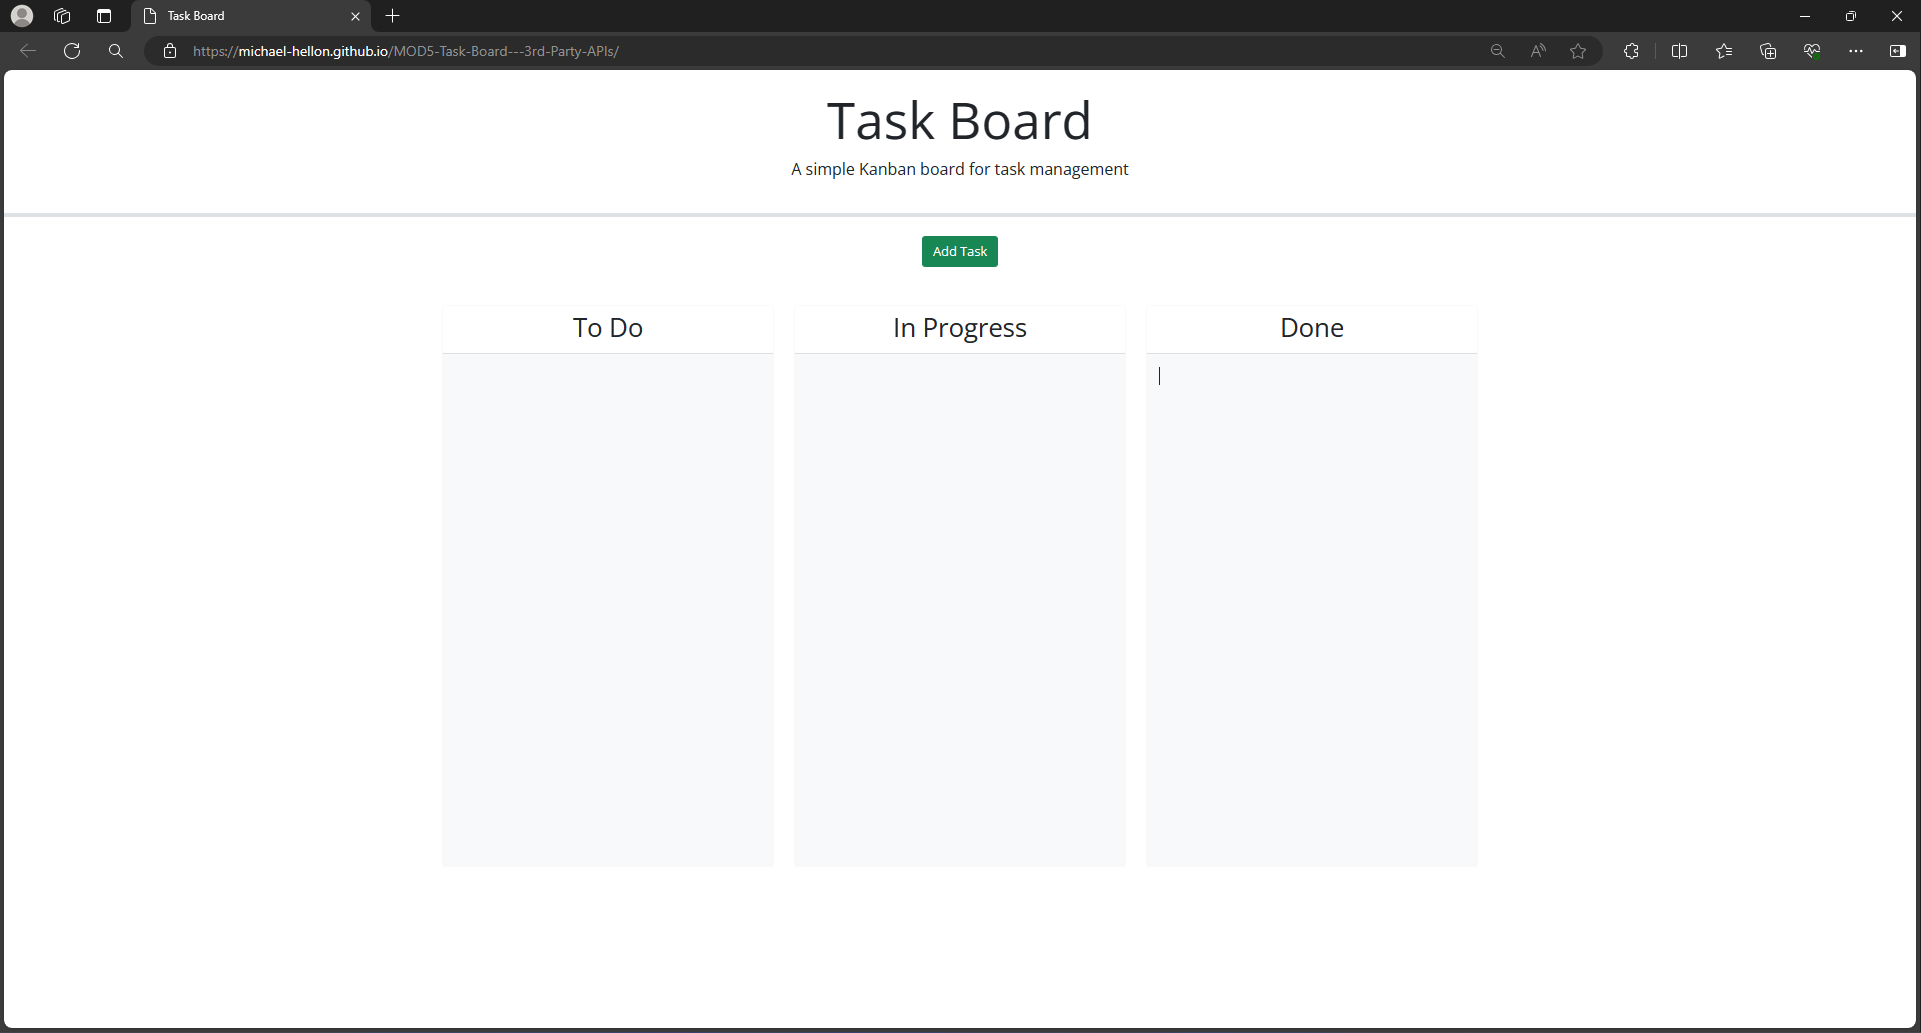 Task Board
https://michael-hellon.github.io/MOD5-Task-Board---3rd-Party-APIs/
Task Board
A simple Kanban board for task management
Add Task
To Do
In Progress
Done